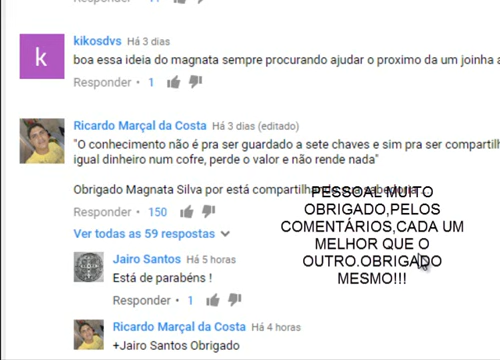 Responder
kikosdvs Há 3 dias
k
boa essa ideia do magnata sempre procurando ajudar o proximo da um joinha a
Responder · 1
Ricardo Marçal da Costa Há 3 dias (editado)
"O conhecimento não é pra ser guardado a sete chaves e sim pra ser compartilh
igual dinheiro num cofre, perde o valor e não rende nada"
Obrigado Magnata Silva por está compartilhando
Responder · 150
Ver todas as 59 respostas
PESSOAL MUITO
OBRIGADO,PELOS
COMENTÁRIOS,CADA UM
MELHOR QUE O
OUTRO.OBRIGADO
MESMO!!!
Jairo Santos Há 5 horas
Está de parabéns !
Responder · 1
Ricardo Marçal da Costa Há 4 horas
+Jairo Santos Obrigado